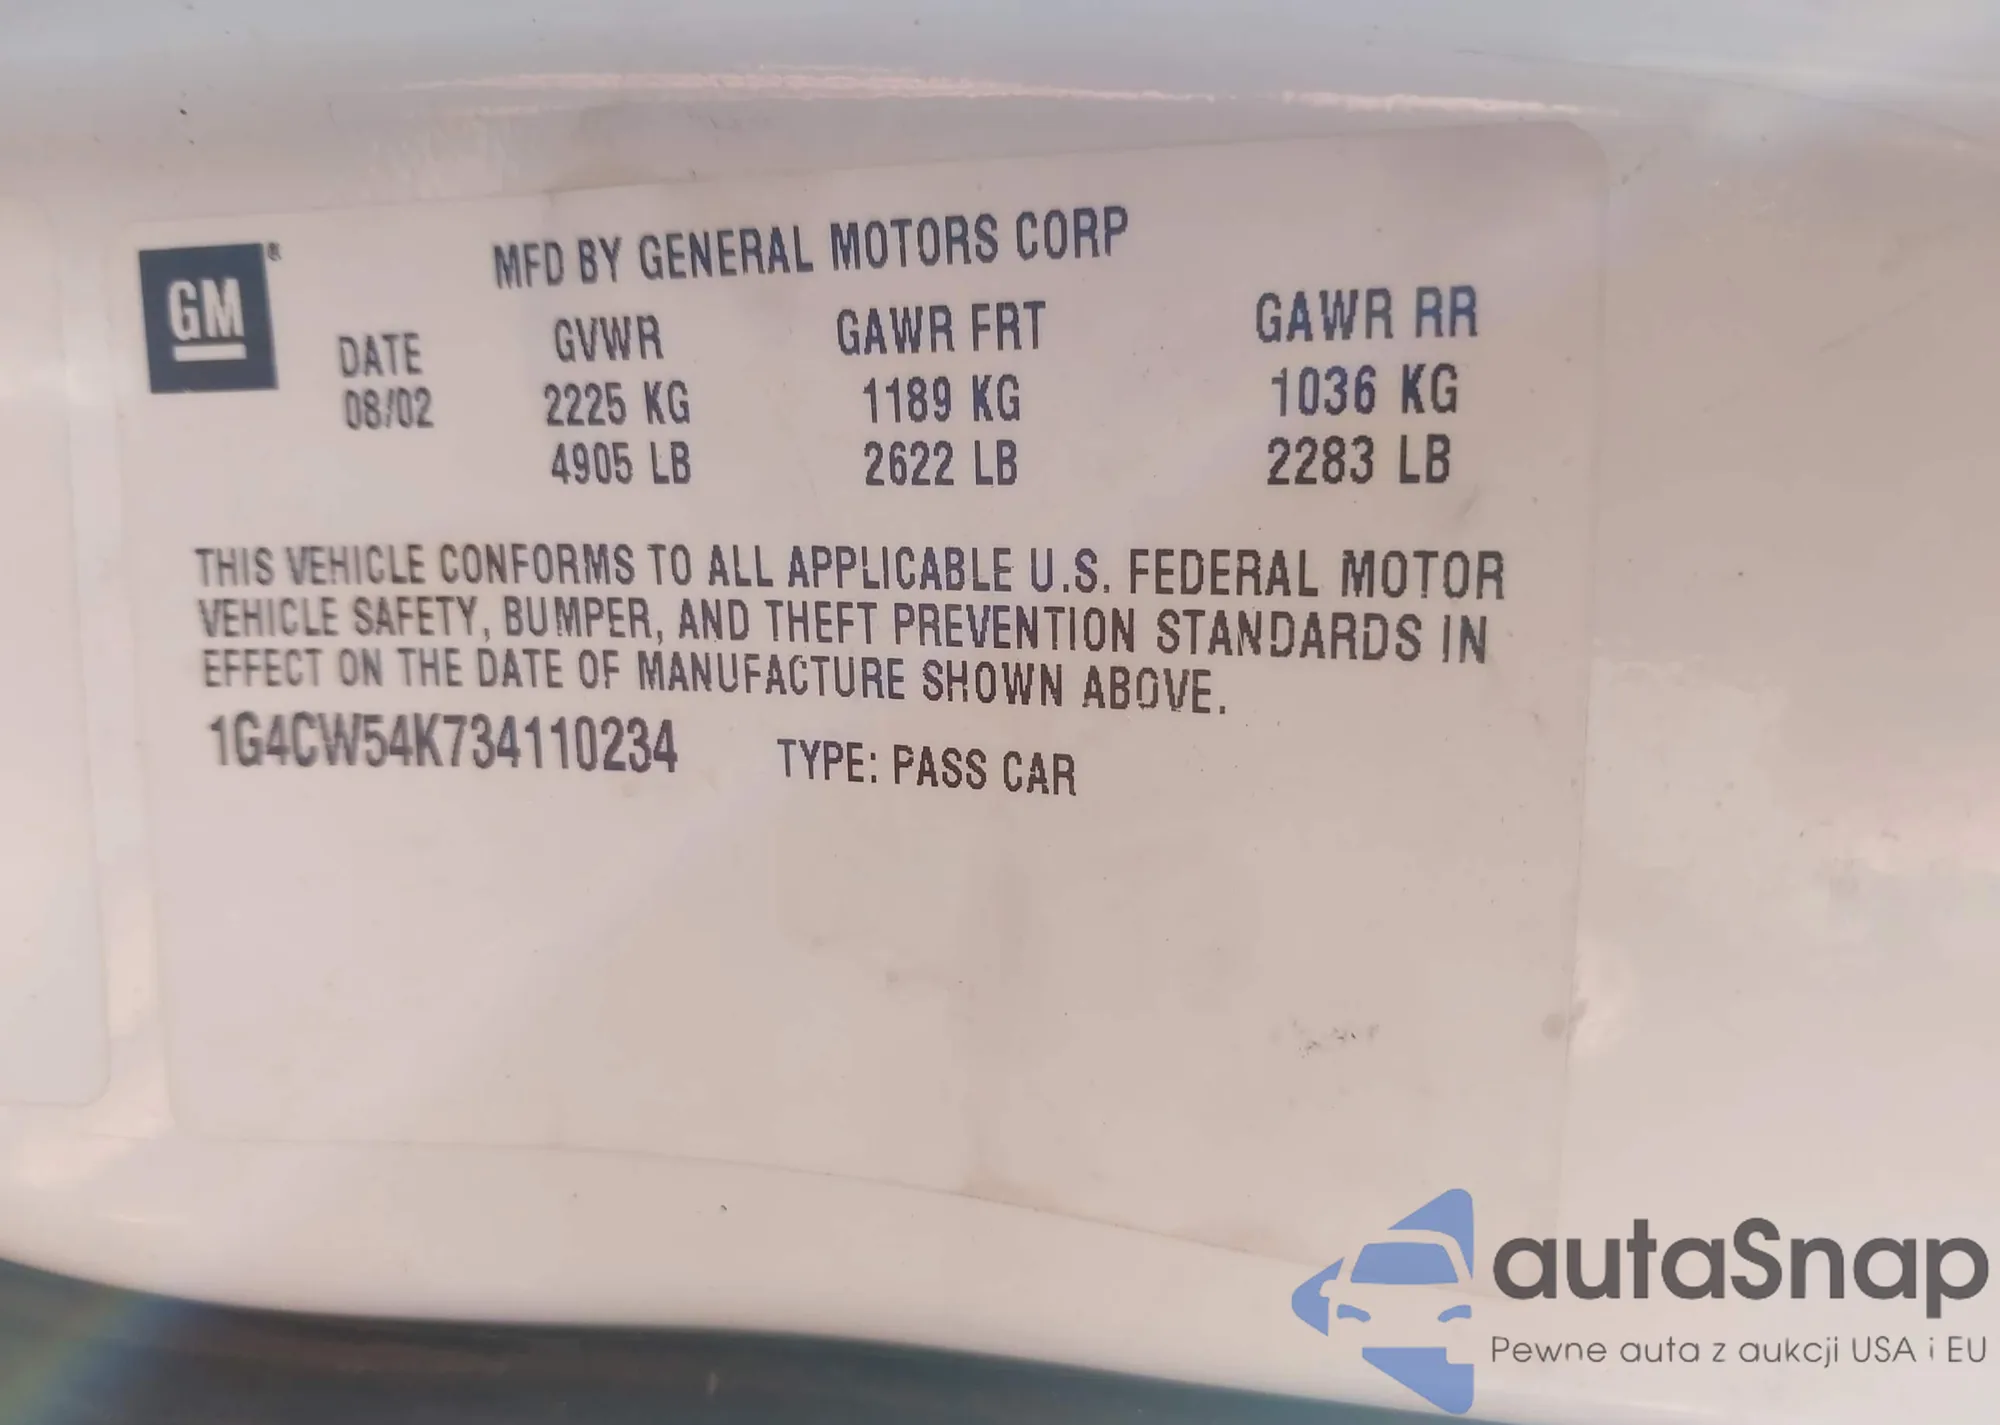 GM®
MFD BY GENERAL MOTORS CORP
DATE GVWR GAWR FRT GAWR RR
08/02 2225 KG 1189 KG 1036 KG
4905 LB 2622 LB 2283 LB
THIS VEHICLE CONFORMS TO ALL APPLICABLE U.S. FEDERAL MOTOR
VEHICLE SAFETY, BUMPER, AND THEFT PREVENTION STANDARDS IN
EFFECT ON THE DATE OF MANUFACTURE SHOWN ABOVE.
1G4CW54K734110234 TYPE: PASS CAR
autaSnap
Pewne auta z aukcji USA i EU